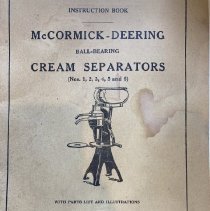 INSTRUCTION BOOK
McCORMICK-DEERING
BALL-BEARING
CREAM SEPARATORS
(Nos. 1, 2, 3, 4, 5 and 6)
WITH PARTS LIST AND ILLUSTRATIONS